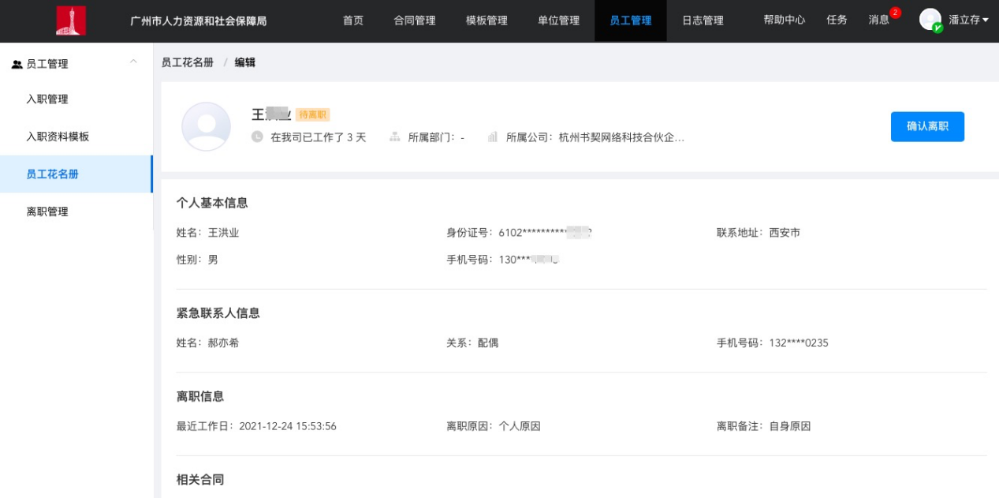 广州市人力资源和社会保障局 首页 合同管理 模板管理 单位管理 员工管理 日志管理 帮助中心 任务 消息 2 潘立存
员工管理
入职管理
入职资料模板
员工花名册
离职管理
员工花名册 / 编辑
王 业 待离职
在我司已工作了 3 天 所属部门：- 所属公司：杭州书契网络科技合伙企...
确认离职
个人基本信息
姓名：王洪业 身份证号：6102********** 联系地址：西安市
性别：男 手机号码：130***
紧急联系人信息
姓名：郝亦希 关系：配偶 手机号码：132****0235
离职信息
最近工作日：2021-12-24 15:53:56 离职原因：个人原因 离职备注：自身原因
相关合同